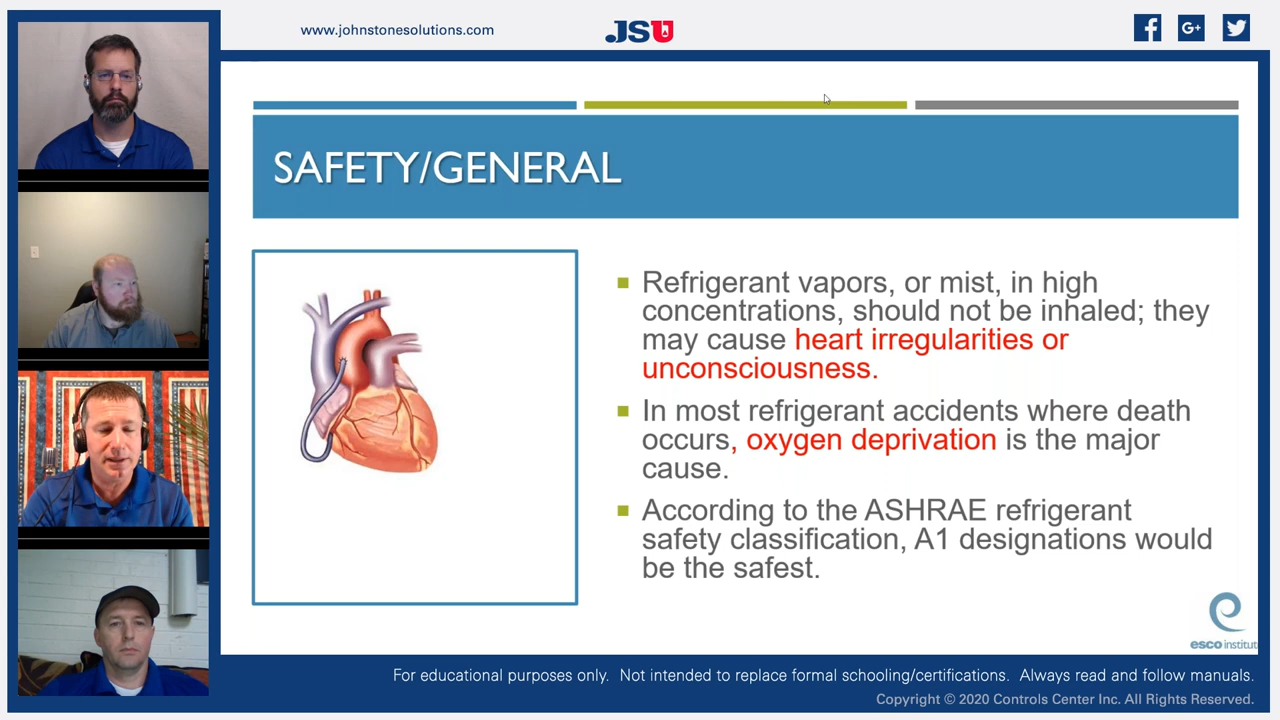 www.johnstonesolutions.com
JSU
SAFETY/GENERAL
Refrigerant vapors, or mist, in high
concentrations, should not be inhaled; they
may cause heart irregularities or
unconsciousness.
In most refrigerant accidents where death
occurs, oxygen deprivation is the major
cause.
According to the ASHRAE refrigerant
safety classification, A1 designations would
be the safest.
esco institut
For educational purposes only. Not intended to replace formal schooling/certifications. Always read and follow manuals.
Copyright © 2020 Controls Center Inc. All Rights Reserved.